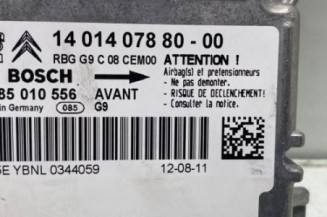 14 014 078 80 - 00
RBG G9 C 08 CEM00
ATTENTION !
BOSCH
Airbag(s) et pretensionneurs
- Ne pas démonter.
- RISQUE DE DECLENCHEMENT
- Consulter la notice.
85 010 556 AVANT
in Germany 085 G9
YBNL 0344059
12-08-11